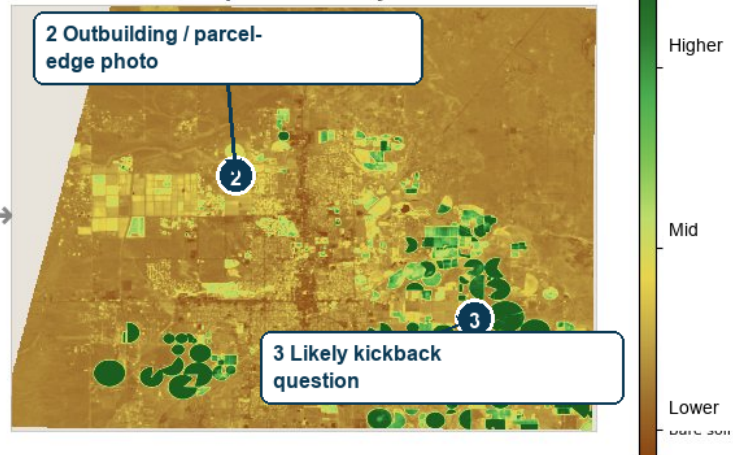 2 Outbuilding / parcel-
edge photo
2
3
3 Likely kickback
question
Higher
Mid
Lower